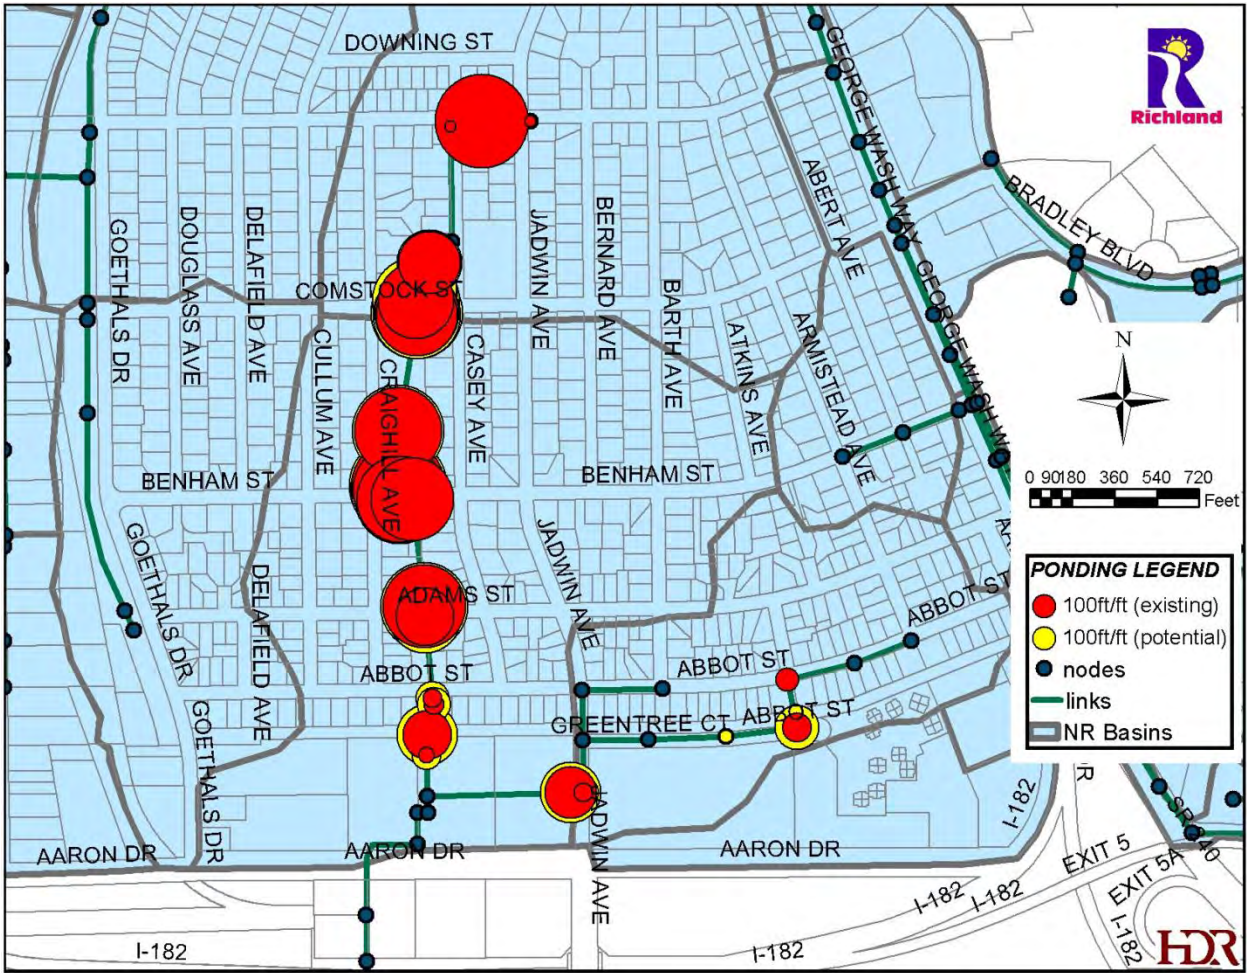 DOWNING ST
GEORGE WASH WAY
Richland
BRADLEY BLVD
ABERT AVE
GOETHALS DR
DOUGLASS AVE
DELAFIELD AVE
JADWIN AVE
BERNARD AVE
COMSTOCK ST
BARTH AVE
GEORGE WASH W
ARMISTEAD AVE
ATKINS AVE
CULLUM AVE
CRAIGHILL AVE
CASEY AVE
N
BENHAM ST
BENHAM ST
0 90180 360 540 720
Feet
GOETHALS DR
JADWIN AVE
DELAFIELD AVE
ADAMS ST
ABBOT ST
ABBOT ST
ABBOT ST
GREENTREE CT
ABBOT ST
GOETHALS DR
PONDING LEGEND
100ft/ft (existing)
100ft/ft (potential)
nodes
links
NR Basins
DR
I-182
SR 240
AARON DR
AARON DR
AARON DR
JADWIN AVE
EXIT 5
EXIT 5A
I-182
I-182
I-182
I-182
I-182
HDR